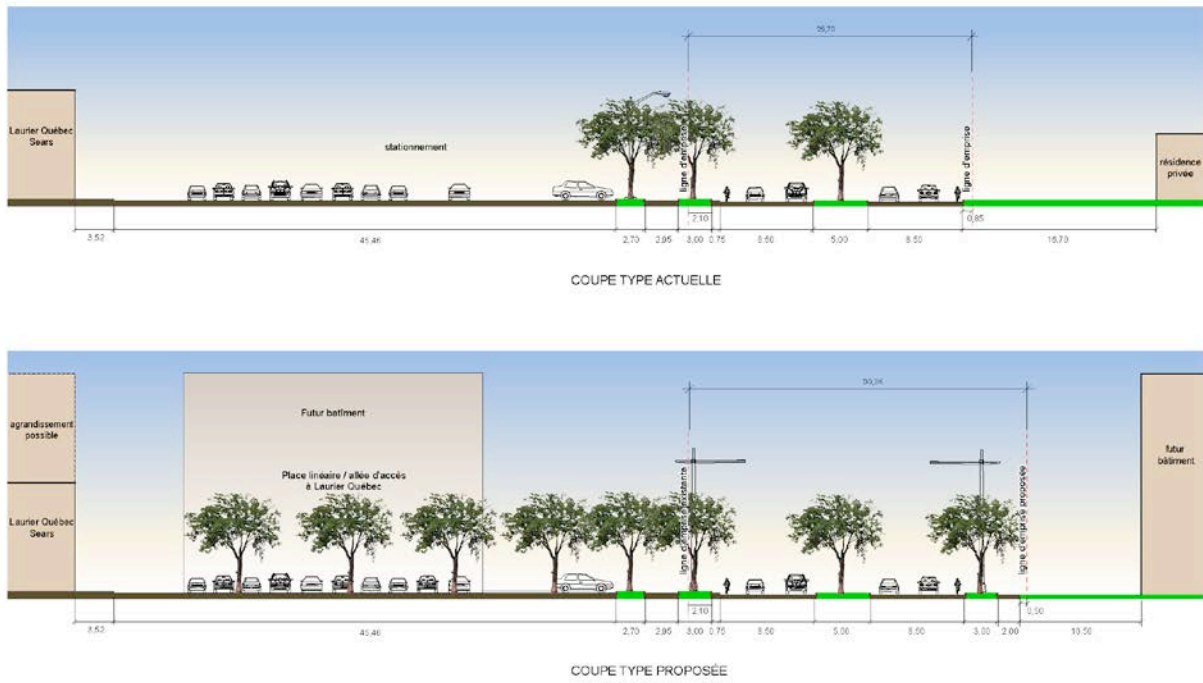 25,70
Laurier Québec
Sears
stationnement
ligne d'emprise
ligne d'emprise
résidence
privée
2,10
0,85
3,52
45,46
2,70
2,95
3,00
0,75
8,50
5,00
8,50
16,70
COUPE TYPE ACTUELLE
30,35
agrandissement
possible
Futur batîment
Place linéaire / allée d'accès
à Laurier Québec
Laurier Québec
Sears
ligne d'emprise existante
ligne d'emprise proposée
futur
bâtiment
2,10
0,50
3,52
45,46
2,70
2,95
3,00
0,75
8,50
5,00
8,50
3,00
2,00
10,50
COUPE TYPE PROPOSÉE